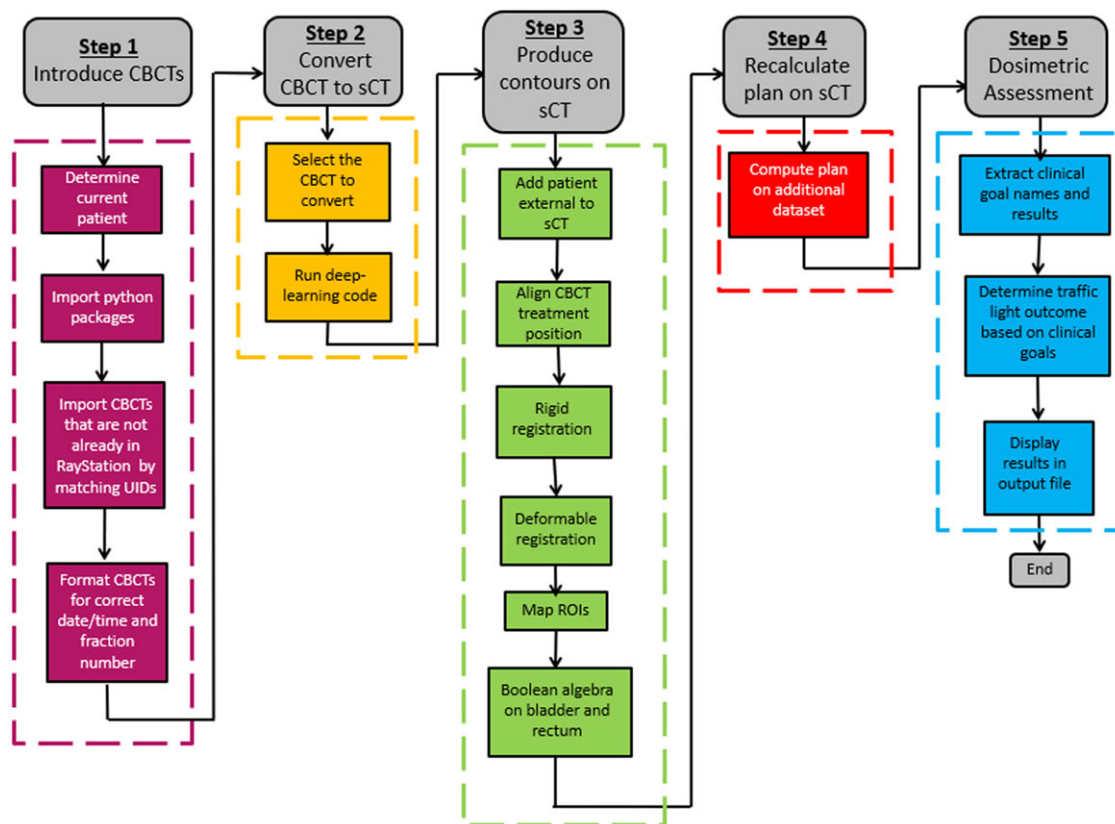 Step 1
Introduce CBCTs
Determine
current
patient
Import python
packages
Import CBCTs
that are not
already in
RayStation by
matching UIDs
Format CBCTs
for correct
date/time and
fraction
number
Step 2
Convert
CBCT to sCT
Select the
CBCT to
convert
Run deep-
learning code
Step 3
Produce
contours on
sCT
Add patient
external to
sCT
Align CBCT
treatment
position
Rigid
registration
Deformable
registration
Map ROIs
Boolean algebra
on bladder and
rectum
Step 4
Recalculate
plan on sCT
Compute plan
on additional
dataset
Step 5
Dosimetric
Assessment
Extract clinical
goal names and
results
Determine traffic
light outcome
based on clinical
goals
Display
results in
output file
End